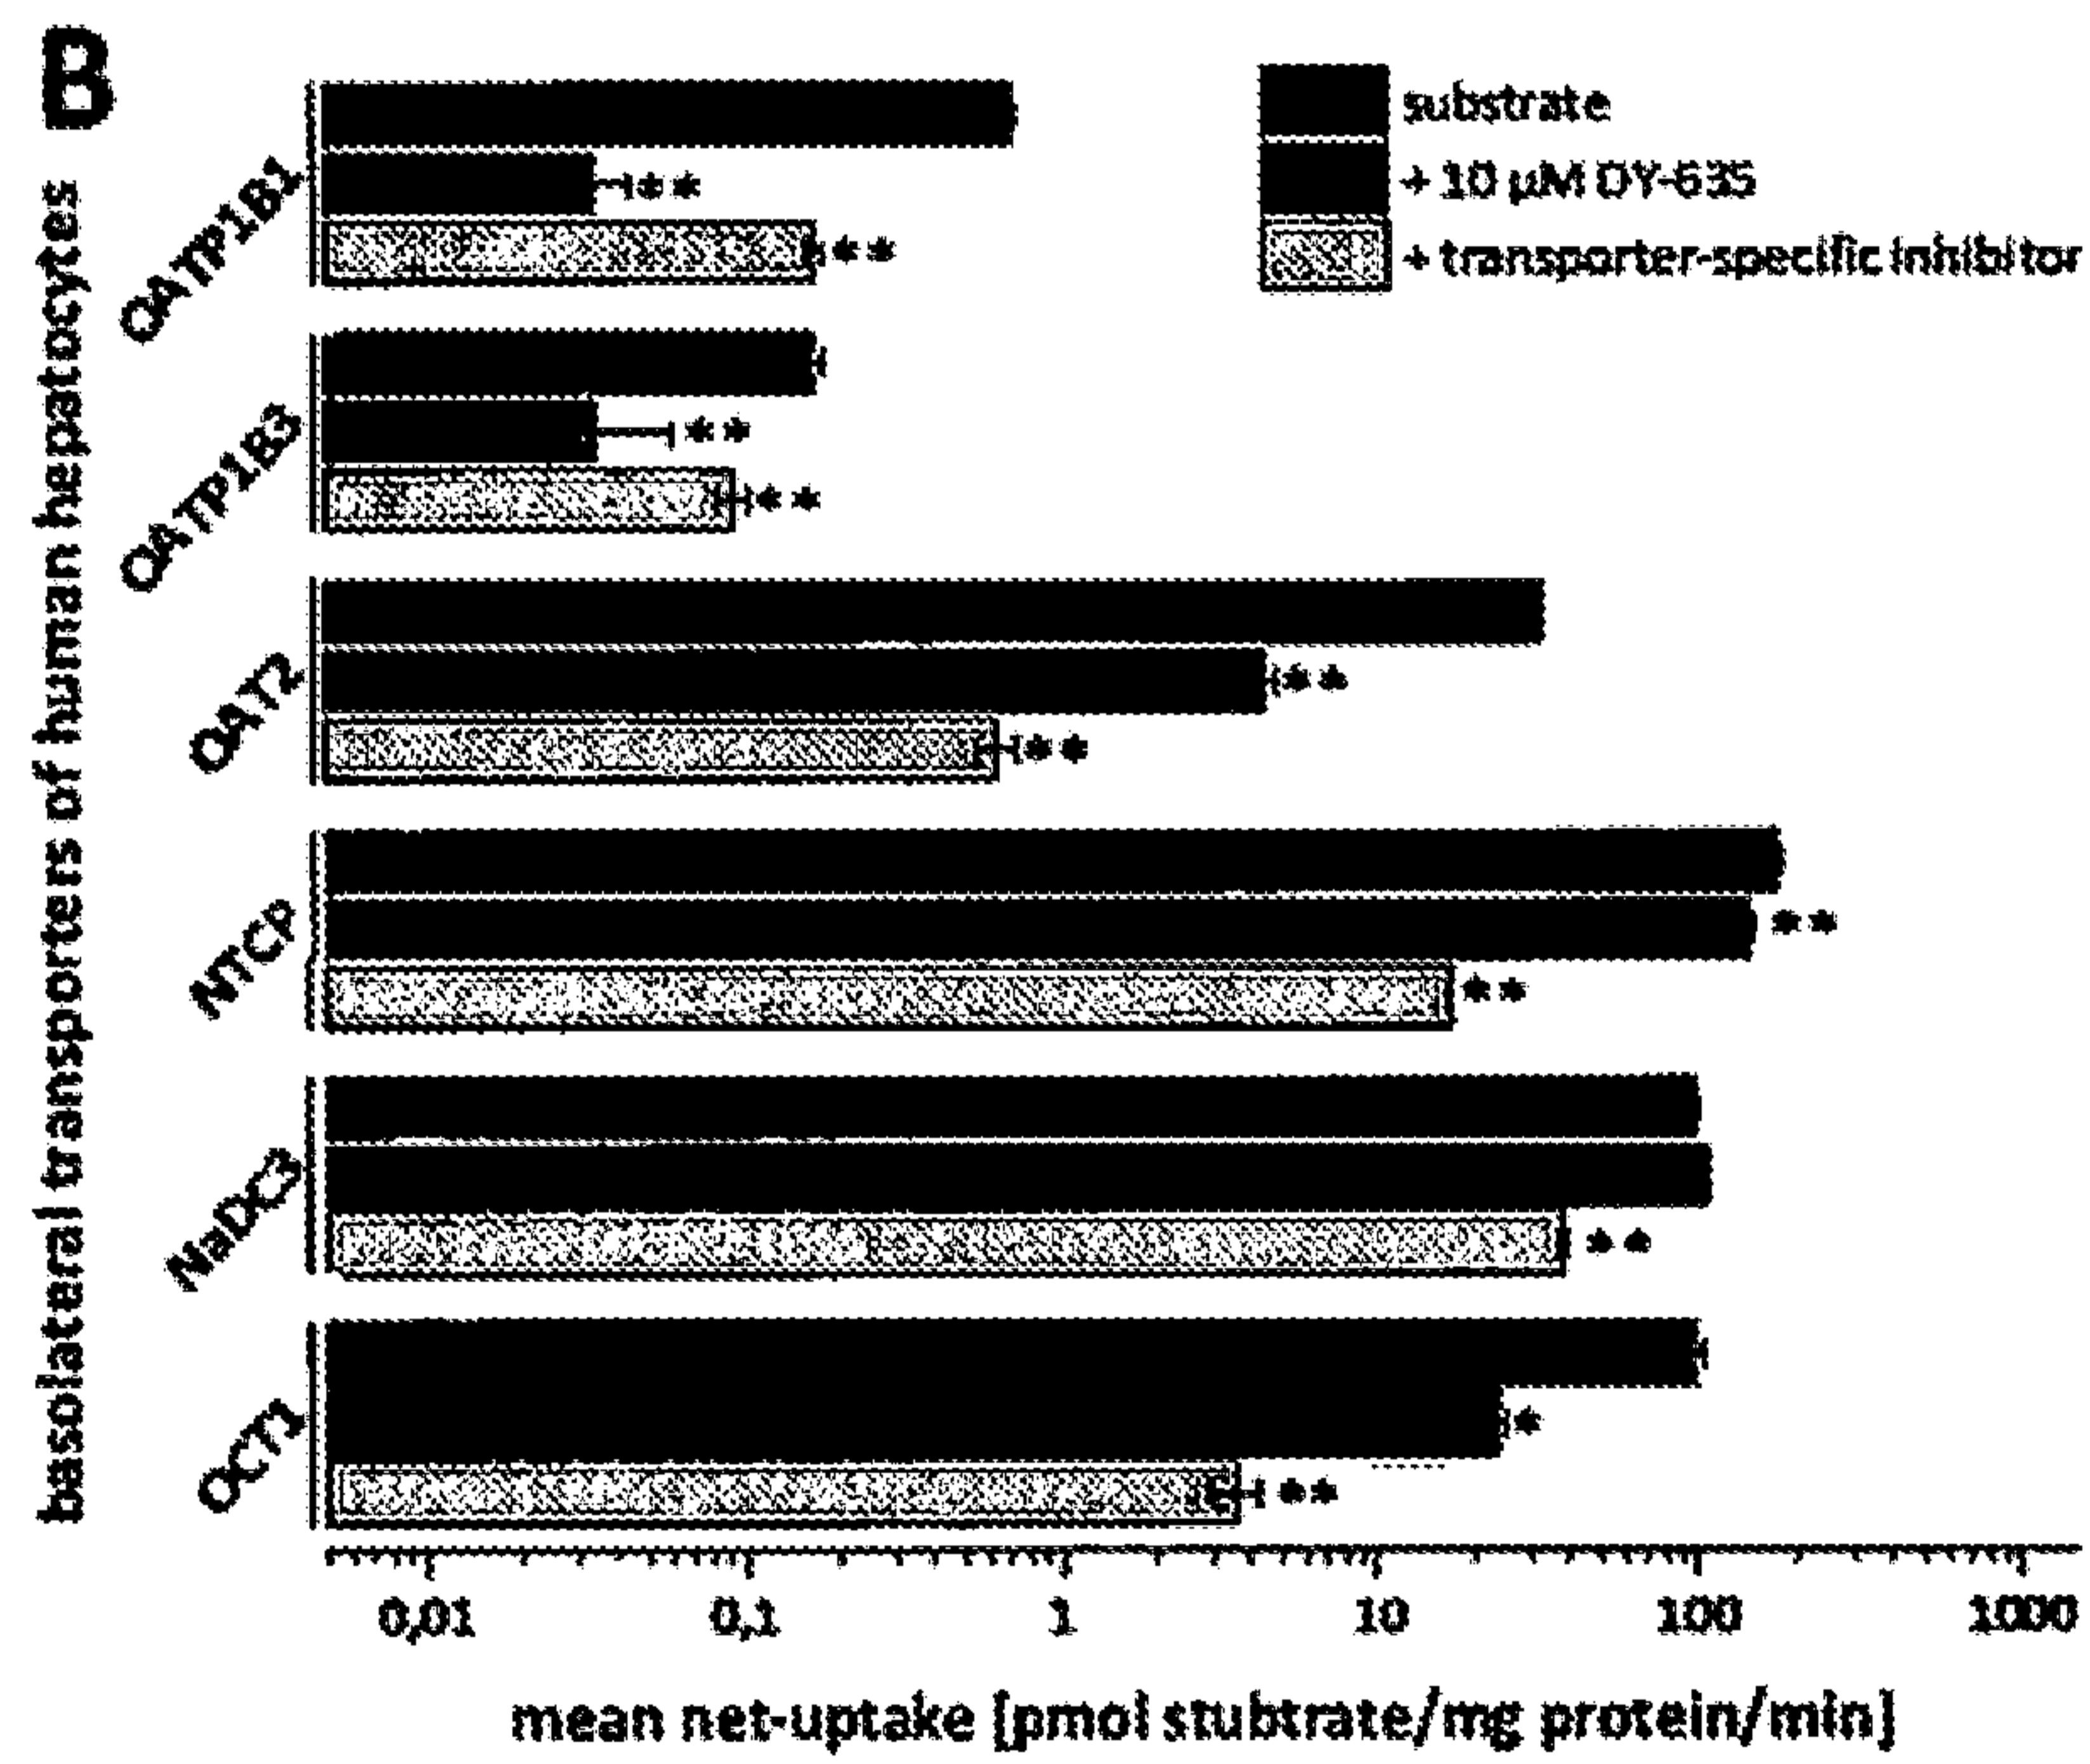 B
substrate
+ 10 µM DY-635
+ transporter-specific inhibitor
basolateral transporters of human hepatocytes
OATP1B1
**
**
OATP1B3
**
**
OAT2
**
**
NTCP
**
**
NaDC3
**
OCT1
*
**
0,01 0,1 1 10 100 1000
mean net-uptake [pmol stubtrate/mg protein/min]